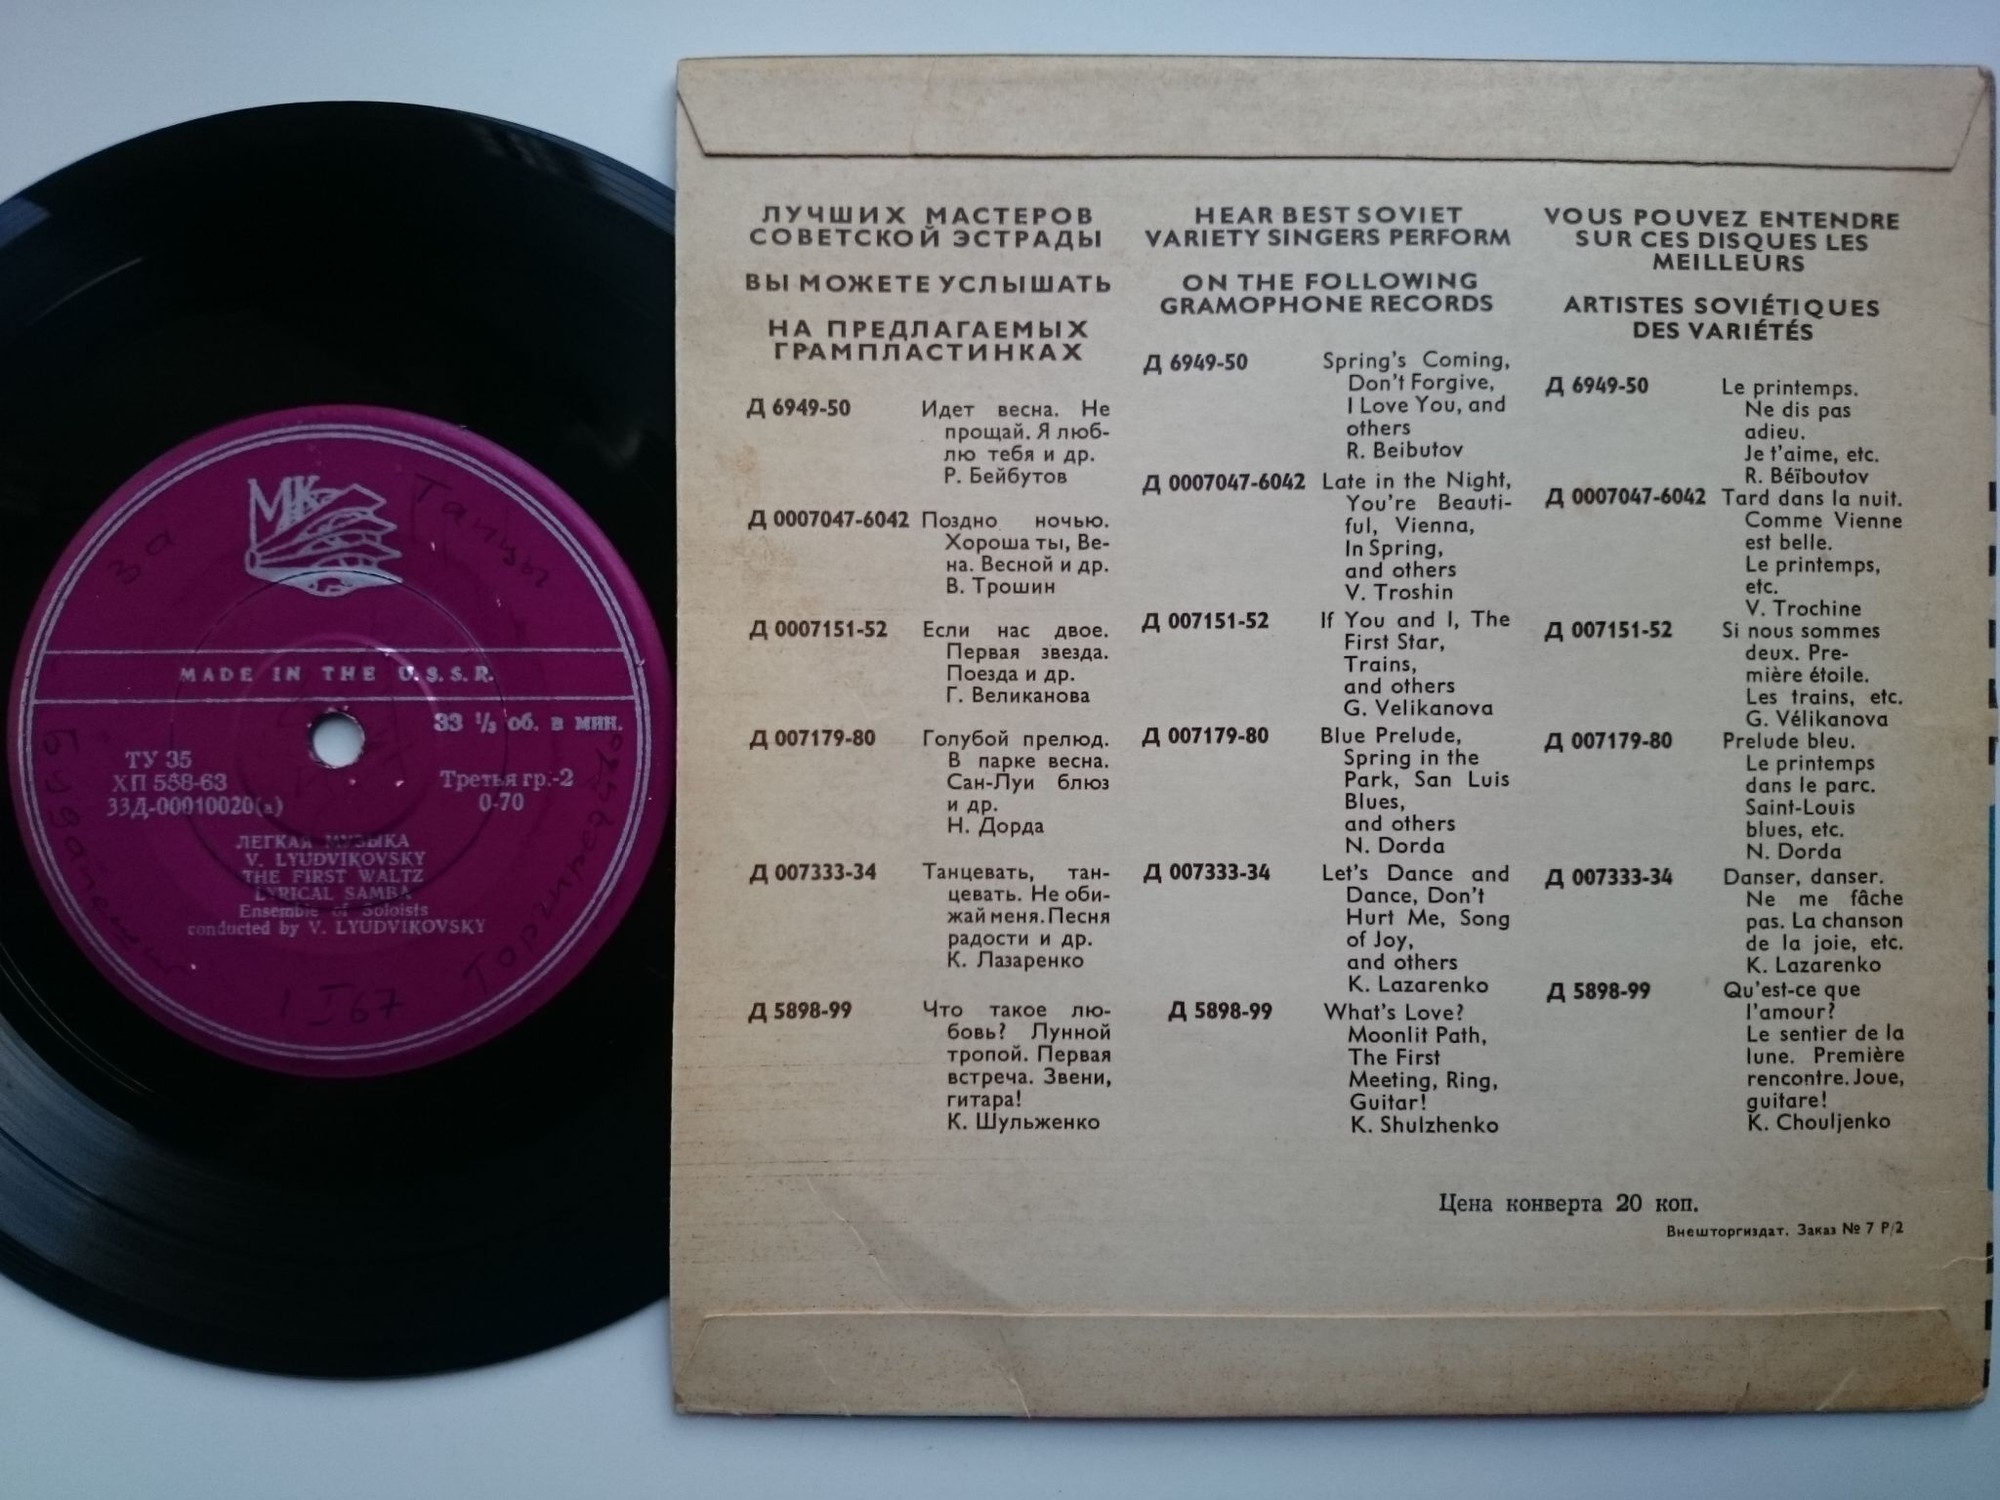 МК
За Танцы
MADE IN THE U.S.S.R.
33 ⅓ об. в мин.
ТУ 35
ХП 558-63
33Д-00010020(а)
Третья гр.-2
0-70
ЛЕГКАЯ МУЗЫКА
V. LYUDVIKOVSKY
THE FIRST WALTZ
LYRICAL SAMBA
Ensemble of Soloists
conducted by V. LYUDVIKOVSKY
1 I 67
ЛУЧШИХ МАСТЕРОВ
СОВЕТСКОЙ ЭСТРАДЫ
ВЫ МОЖЕТЕ УСЛЫШАТЬ
НА ПРЕДЛАГАЕМЫХ
ГРАМПЛАСТИНКАХ
Д 6949-50 Идет весна. Не
прощай. Я люб-
лю тебя и др.
Р. Бейбутов
Д 0007047-6042 Поздно ночью.
Хороша ты, Ве-
на. Весной и др.
В. Трошин
Д 0007151-52 Если нас двое.
Первая звезда.
Поезда и др.
Г. Великанова
Д 007179-80 Голубой прелюд.
В парке весна.
Сан-Луи блюз
и др.
Н. Дорда
Д 007333-34 Танцевать, тан-
цевать. Не оби-
жай меня. Песня
радости и др.
К. Лазаренко
Д 5898-99 Что такое лю-
бовь? Лунной
тропой. Первая
встреча. Звени,
гитара!
К. Шульженко
HEAR BEST SOVIET
VARIETY SINGERS PERFORM
ON THE FOLLOWING
GRAMOPHONE RECORDS
Д 6949-50 Spring's Coming,
Don't Forgive,
I Love You, and
others
R. Beibutov
Д 0007047-6042 Late in the Night,
You're Beauti-
ful, Vienna,
In Spring,
and others
V. Troshin
Д 007151-52 If You and I, The
First Star,
Trains,
and others
G. Velikanova
Д 007179-80 Blue Prelude,
Spring in the
Park, San Luis
Blues,
and others
N. Dorda
Д 007333-34 Let's Dance and
Dance, Don't
Hurt Me, Song
of Joy,
and others
K. Lazarenko
Д 5898-99 What's Love?
Moonlit Path,
The First
Meeting, Ring,
Guitar!
K. Shulzhenko
VOUS POUVEZ ENTENDRE
SUR CES DISQUES LES
MEILLEURS
ARTISTES SOVIÉTIQUES
DES VARIÉTÉS
Д 6949-50 Le printemps.
Ne dis pas
adieu.
Je t'aime, etc.
R. Béïboutov
Д 0007047-6042 Tard dans la nuit.
Comme Vienne
est belle.
Le printemps,
etc.
V. Trochine
Д 007151-52 Si nous sommes
deux. Pre-
mière étoile.
Les trains, etc.
G. Vélikanova
Д 007179-80 Prelude bleu.
Le printemps
dans le parc.
Saint-Louis
blues, etc.
N. Dorda
Д 007333-34 Danser, danser.
Ne me fâche
pas. La chanson
de la joie, etc.
K. Lazarenko
Д 5898-99 Qu'est-ce que
l'amour?
Le sentier de la
lune. Première
rencontre. Joue,
guitare!
K. Chouljenko
Цена конверта 20 коп.
Внешторгиздат. Заказ № 7 Р/2